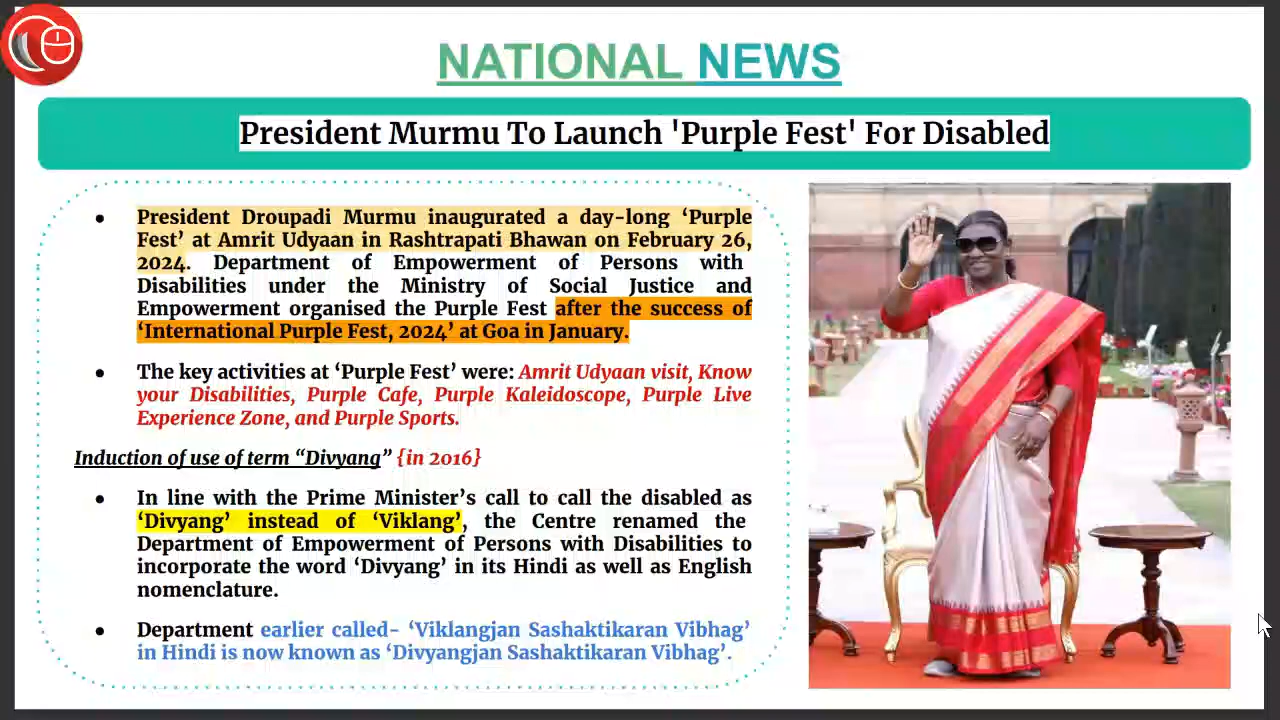 NATIONAL NEWS
President Murmu To Launch 'Purple Fest' For Disabled
● President Droupadi Murmu inaugurated a day-long ‘Purple
Fest’ at Amrit Udyaan in Rashtrapati Bhawan on February 26,
2024. Department of Empowerment of Persons with
Disabilities under the Ministry of Social Justice and
Empowerment organised the Purple Fest after the success of
‘International Purple Fest, 2024’ at Goa in January.
● The key activities at ‘Purple Fest’ were: Amrit Udyaan visit, Know
your Disabilities, Purple Cafe, Purple Kaleidoscope, Purple Live
Experience Zone, and Purple Sports.
Induction of use of term “Divyang” {in 2016}
● In line with the Prime Minister’s call to call the disabled as
‘Divyang’ instead of ‘Viklang’, the Centre renamed the
Department of Empowerment of Persons with Disabilities to
incorporate the word ‘Divyang’ in its Hindi as well as English
nomenclature.
● Department earlier called- ‘Viklangjan Sashaktikaran Vibhag’
in Hindi is now known as ‘Divyangjan Sashaktikaran Vibhag’.